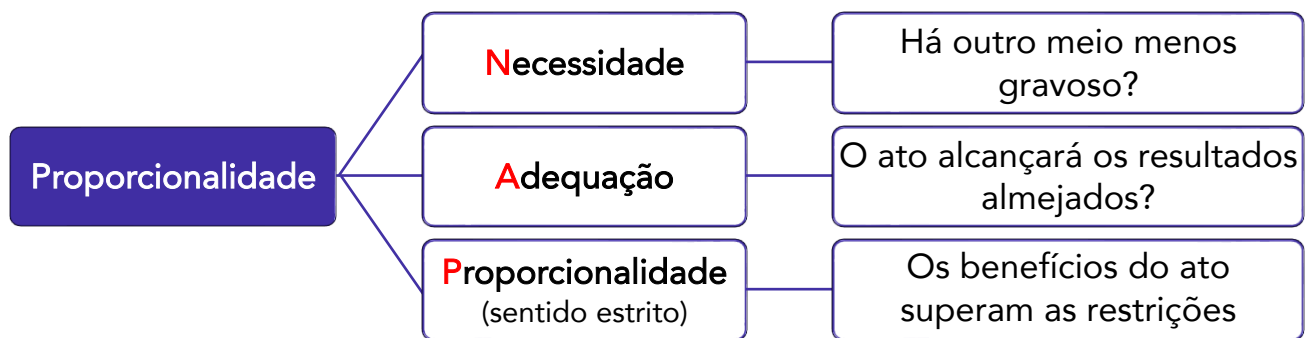 Proporcionalidade
Necessidade
Há outro meio menos
gravoso?
Adequação
O ato alcançará os resultados
almejados?
Proporcionalidade
(sentido estrito)
Os benefícios do ato
superam as restrições